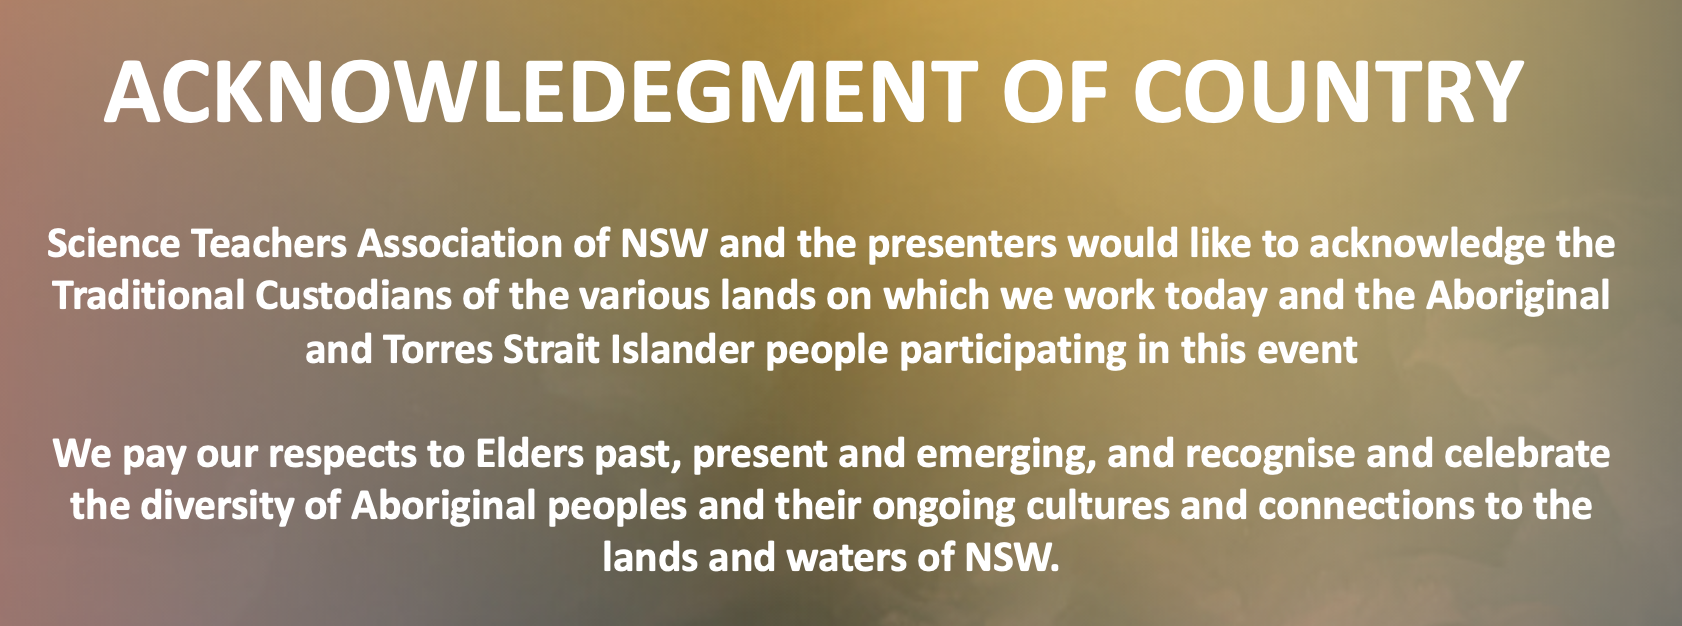 ACKNOWLEDEGMENT OF COUNTRY
Science Teachers Association of NSW and the presenters would like to acknowledge the
Traditional Custodians of the various lands on which we work today and the Aboriginal
and Torres Strait Islander people participating in this event
We pay our respects to Elders past, present and emerging, and recognise and celebrate
the diversity of Aboriginal peoples and their ongoing cultures and connections to the
lands and waters of NSW.